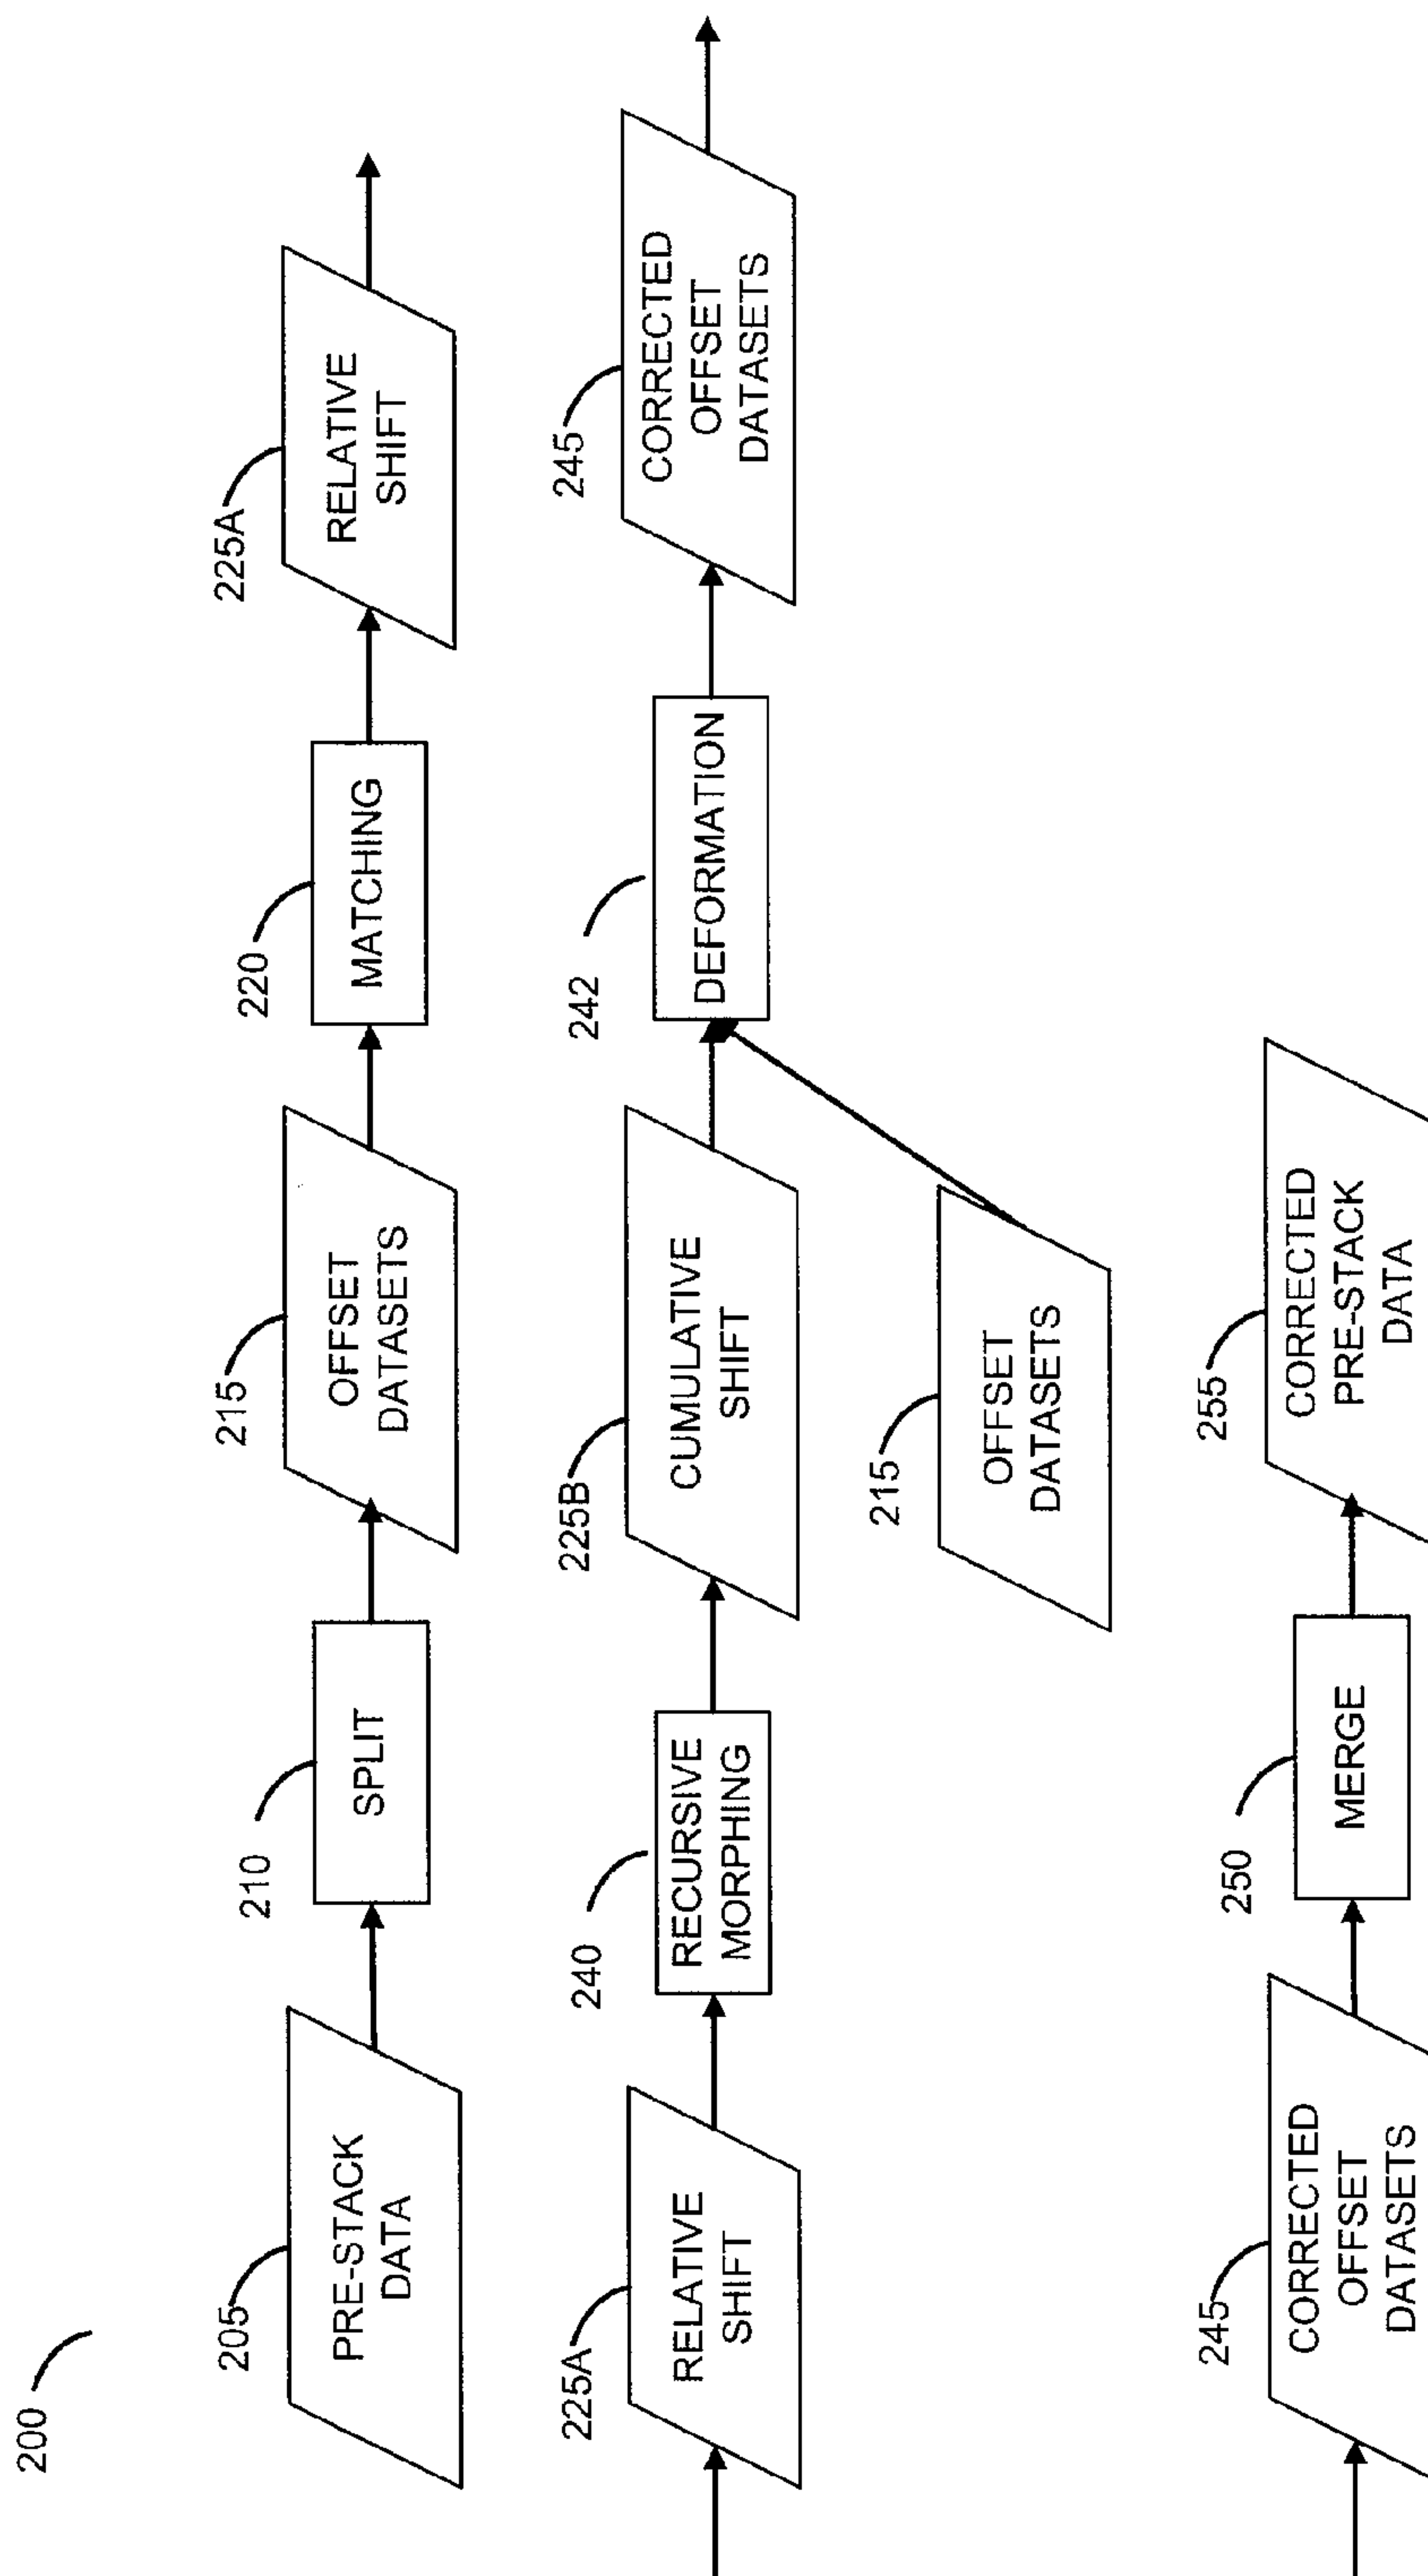 200
205
PRE-STACK
DATA
210
SPLIT
215
OFFSET
DATASETS
220
MATCHING
225A
RELATIVE
SHIFT
225A
RELATIVE
SHIFT
240
RECURSIVE
MORPHING
225B
CUMULATIVE
SHIFT
242
DEFORMATION
245
CORRECTED
OFFSET
DATASETS
215
OFFSET
DATASETS
245
CORRECTED
OFFSET
DATASETS
250
MERGE
255
CORRECTED
PRE-STACK
DATA